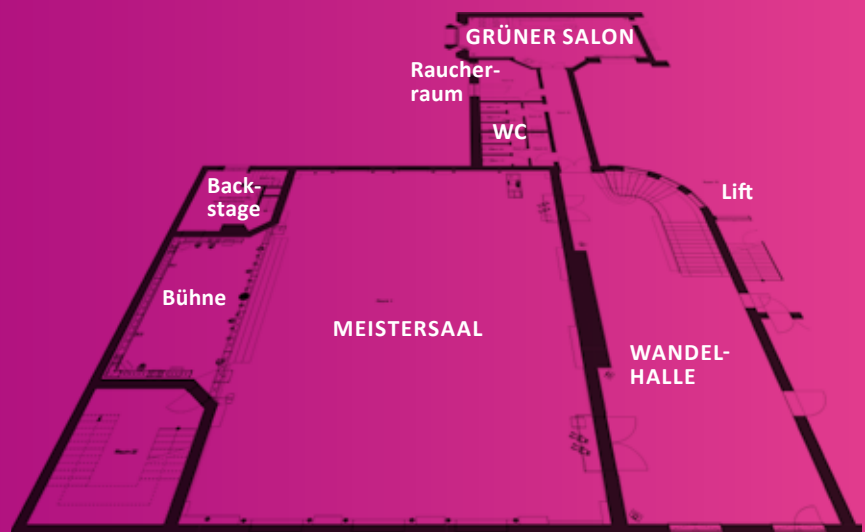 GRÜNER SALON
Raucher-
raum
WC
Back-
stage
Lift
Bühne
MEISTERSAAL
WANDEL-
HALLE